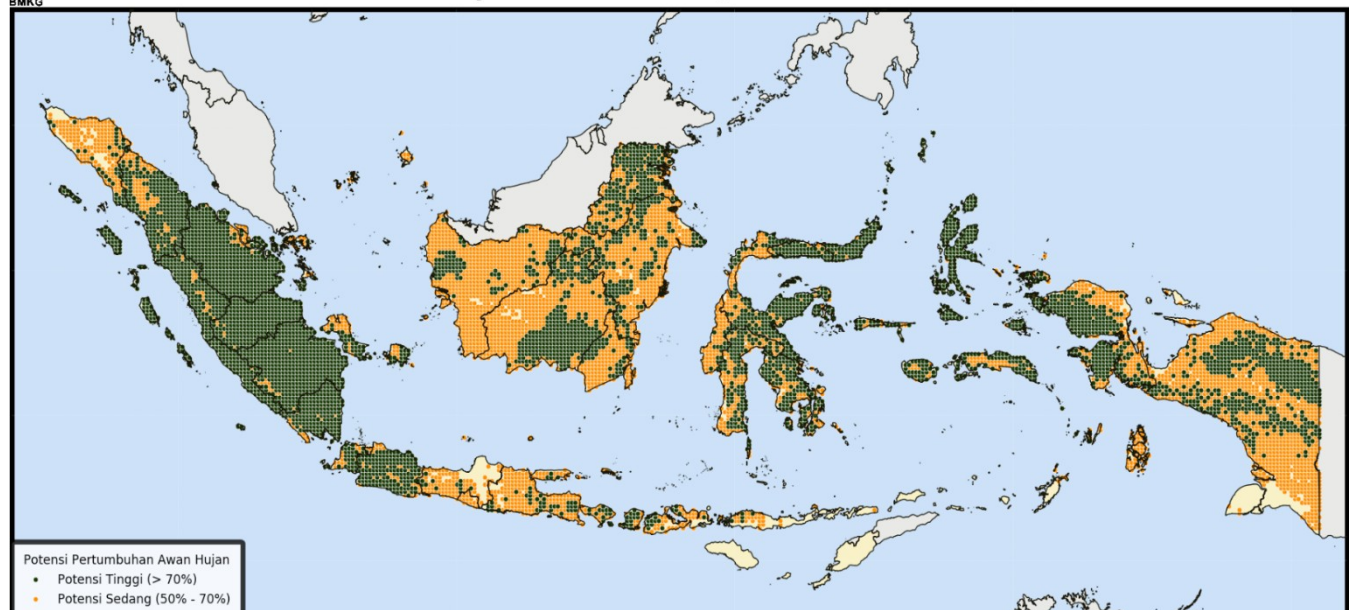 BMKG
Potensi Pertumbuhan Awan Hujan
Potensi Tinggi (> 70%)
Potensi Sedang (50% - 70%)